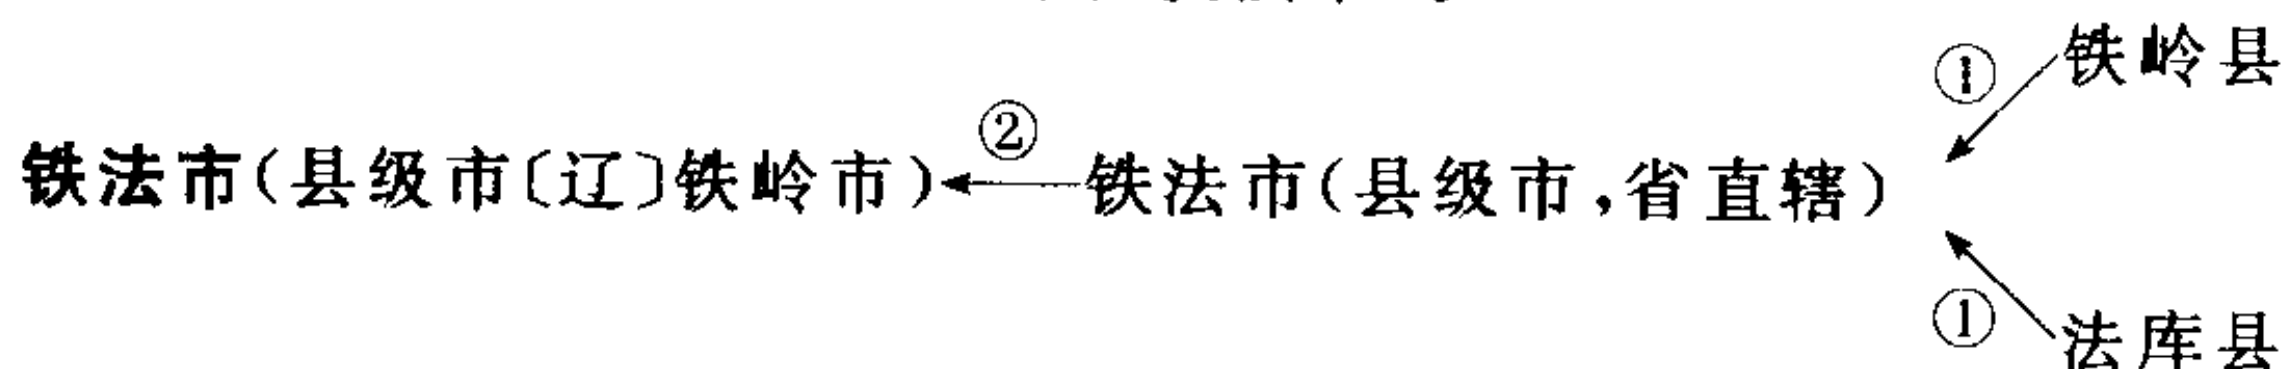 ① 铁岭县
铁法市(县级市〔辽〕铁岭市) ② 铁法市(县级市,省直辖)
① 法库县